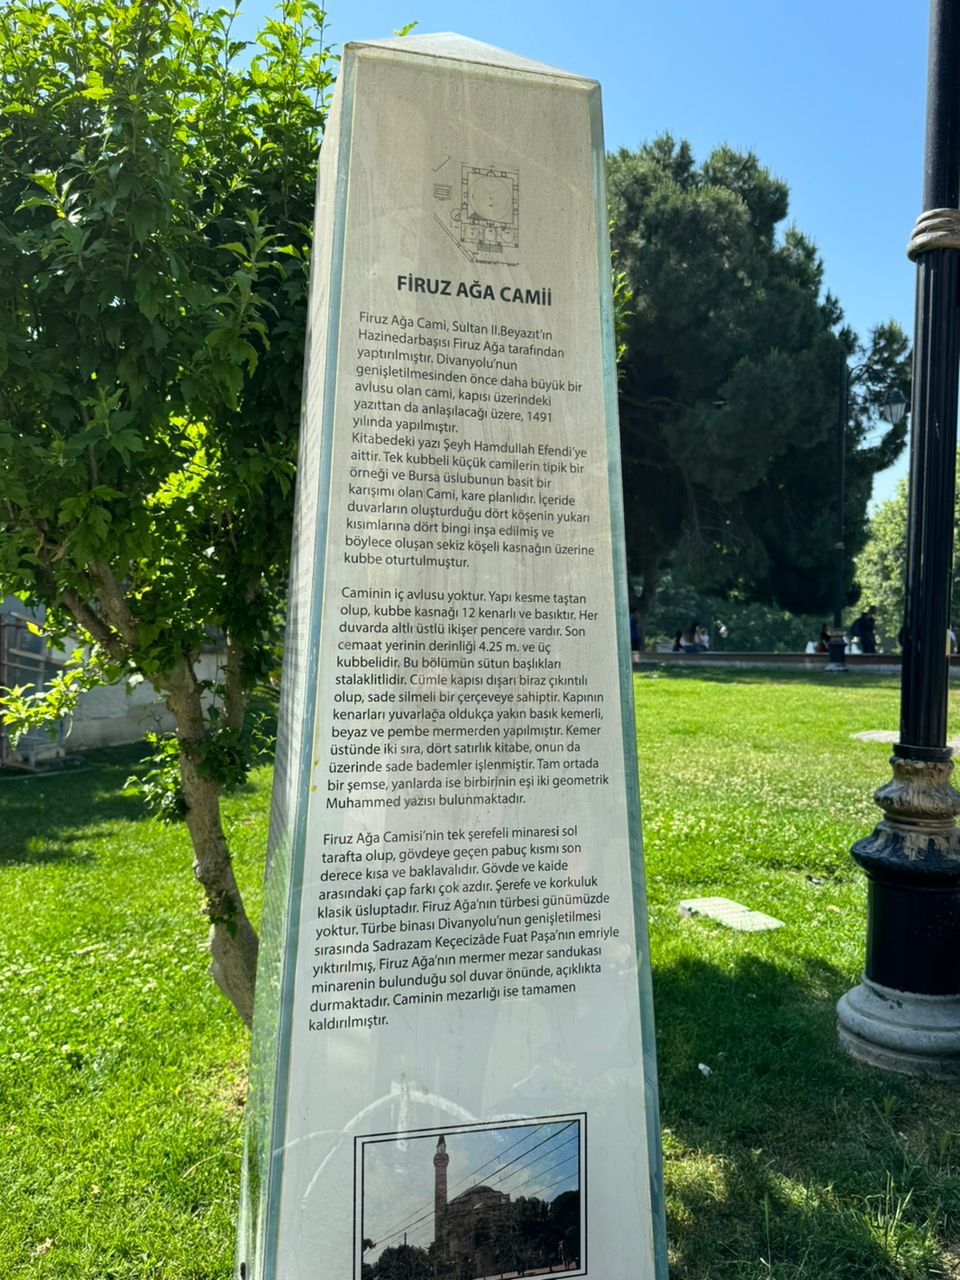 FİRUZ AĞA CAMİİ
Firuz Ağa Cami, Sultan II.Beyazıt'ın
Hazinedarbaşısı Firuz Ağa tarafından
yaptırılmıştır. Divanyolu'nun
genişletilmesinden önce daha büyük bir
avlusu olan cami, kapısı üzerindeki
yazıttan da anlaşılacağı üzere, 1491
yılında yapılmıştır.
Kitabedeki yazı Şeyh Hamdullah Efendi'ye
aittir. Tek kubbeli küçük camilerin tipik bir
örneği ve Bursa üslubunun basit bir
karışımı olan Cami, kare planlıdır. İçeride
duvarların oluşturduğu dört köşenin yukarı
kısımlarına dört bingi inşa edilmiş ve
böylece oluşan sekiz köşeli kasnağın üzerine
kubbe oturtulmuştur.
Caminin iç avlusu yoktur. Yapı kesme taştan
olup, kubbe kasnağı 12 kenarlı ve basıktır. Her
duvarda altlı üstlü ikişer pencere vardır. Son
cemaat yerinin derinliği 4.25 m. ve üç
kubbelidir. Bu bölümün sütun başlıkları
stalaklitlidir. Cümle kapısı dışarı biraz çıkıntılı
olup, sade silmeli bir çerçeveye sahiptir. Kapının
kenarları yuvarlağa oldukça yakın basık kemerli,
beyaz ve pembe mermerden yapılmıştır. Kemer
üstünde iki sıra, dört satırlık kitabe, onun da
üzerinde sade bademler işlenmiştir. Tam ortada
bir şemse, yanlarda ise birbirinin eşi iki geometrik
Muhammed yazısı bulunmaktadır.
Firuz Ağa Camisi'nin tek şerefeli minaresi sol
tarafta olup, gövdeye geçen pabuç kısmı son
derece kısa ve baklavalıdır. Gövde ve kaide
arasındaki çap farkı çok azdır. Şerefe ve korkuluk
klasik üsluptadır. Firuz Ağa'nın türbesi günümüzde
yoktur. Türbe binası Divanyolu'nun genişletilmesi
sırasında Sadrazam Keçecizâde Fuat Paşa'nın emriyle
yıktırılmış, Firuz Ağa'nın mermer mezar sandukası
minarenin bulunduğu sol duvar önünde, açıklıkta
durmaktadır. Caminin mezarlığı ise tamamen
kaldırılmıştır.